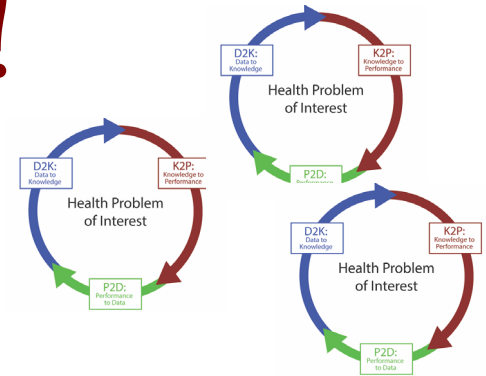 !
D2K:
Data to
Knowledge
K2P:
Knowledge to
Performance
Health Problem
of Interest
P2D:
Performance
D2K:
Data to
Knowledge
K2P:
Knowledge to
Performance
Health Problem
of Interest
P2D:
Performance
to Data
D2K:
Data to
Knowledge
K2P:
Knowledge to
Performance
Health Problem
of Interest
P2D:
Performance
to Data